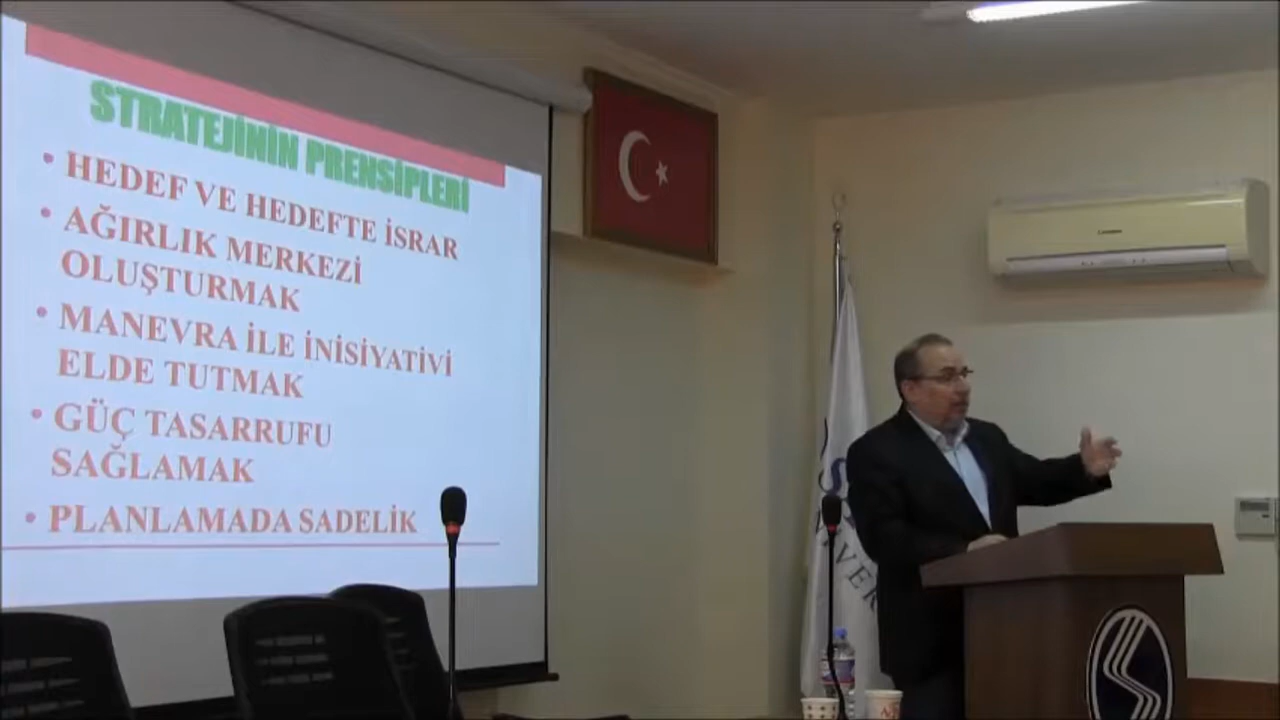 STRATEJİNİN PRENSİPLERİ
• HEDEF VE HEDEFTE İSRAR
• AĞIRLIK MERKEZİ
OLUŞTURMAK
• MANEVRA İLE İNİSİYATİVİ
ELDE TUTMAK
• GÜÇ TASARRUFU
SAĞLAMAK
• PLANLAMADA SADELİK